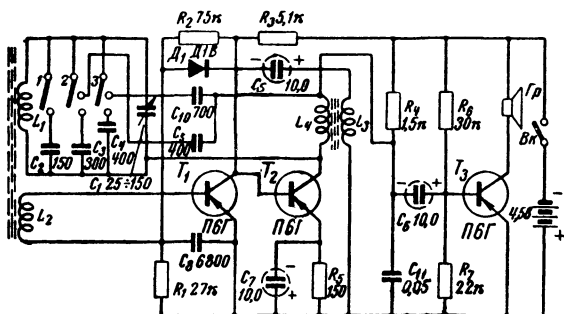 R2 75к
R3 5,1к
Д1 Д1В
C5
10,0
1 2 3
C10 700
C9
400
L1
L4
L3
R4
1,5к
R6
30к
Гр
Вк
C2
150
C3
300
C4
400
C1 25÷150
T1
T2
T3
L2
П6Г
П6Г
П6Г
C6 10,0
4,5В
C8 6800
R1 27к
C7
10,0
R5
150
C11
0,05
R7
22к